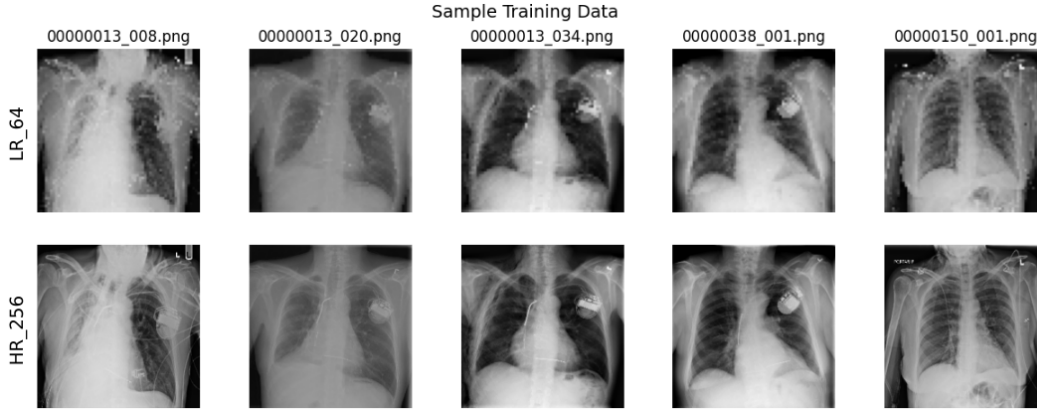 Sample Training Data
00000013_008.png
00000013_020.png
00000013_034.png
00000038_001.png
00000150_001.png
LR_64
HR_256